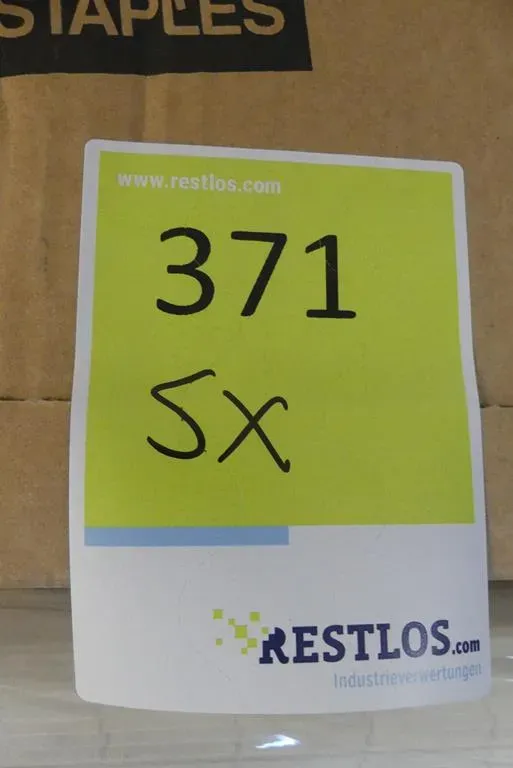 STAPLES
www.restlos.com
371
5x
RESTLOS.com
Industrieverwertungen